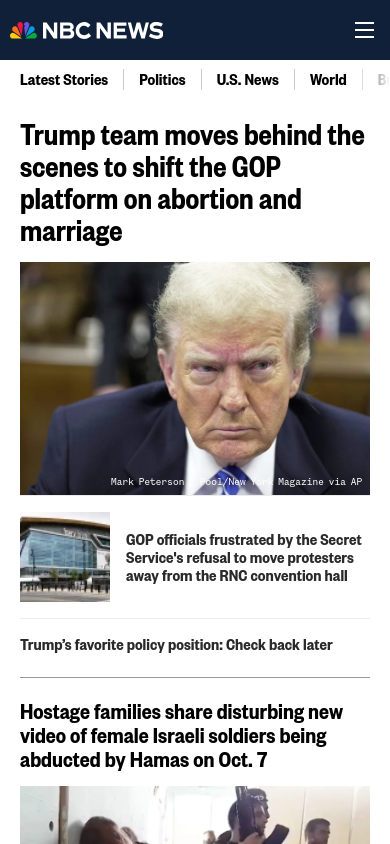 NBC NEWS
Latest Stories
Politics
U.S. News
World
Trump team moves behind the
scenes to shift the GOP
platform on abortion and
marriage
Mark Peterson / Pool/New York Magazine via AP
GOP officials frustrated by the Secret
Service's refusal to move protesters
away from the RNC convention hall
Trump’s favorite policy position: Check back later
Hostage families share disturbing new
video of female Israeli soldiers being
abducted by Hamas on Oct. 7